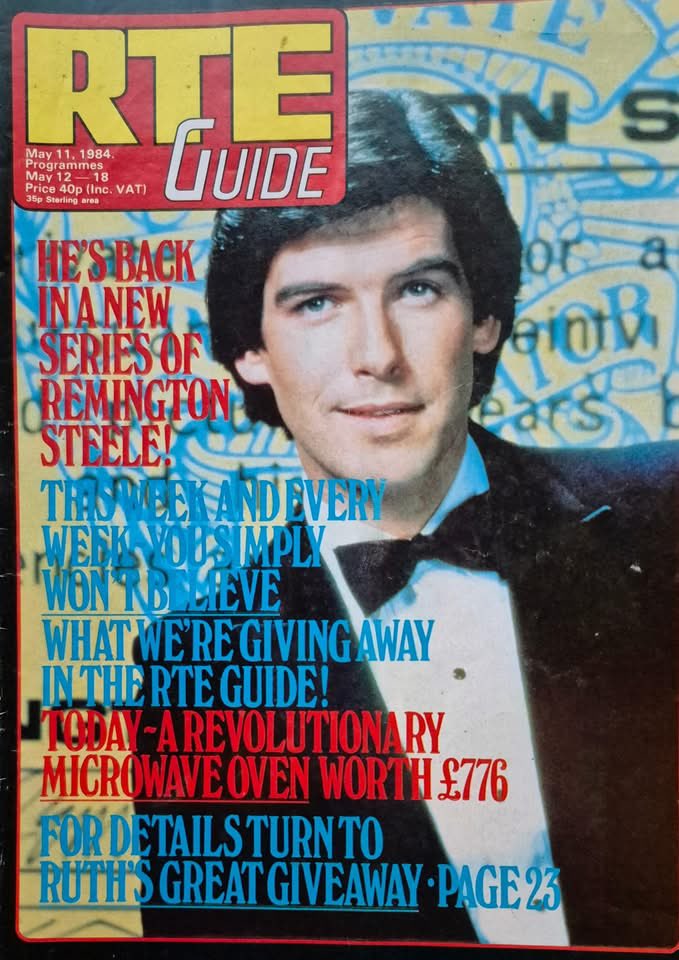 RTE
GUIDE
May 11, 1984.
Programmes
May 12 — 18
Price 40p (Inc. VAT)
35p Sterling area
HE'S BACK
IN A NEW
SERIES OF
REMINGTON
STEELE!
THIS WEEK AND EVERY
WEEK YOU SIMPLY
WON'T BELIEVE
WHAT WE'RE GIVING AWAY
IN THE RTE GUIDE!
TODAY~A REVOLUTIONARY
MICROWAVE OVEN WORTH £776
FOR DETAILS TURN TO
RUTH'S GREAT GIVEAWAY · PAGE 23